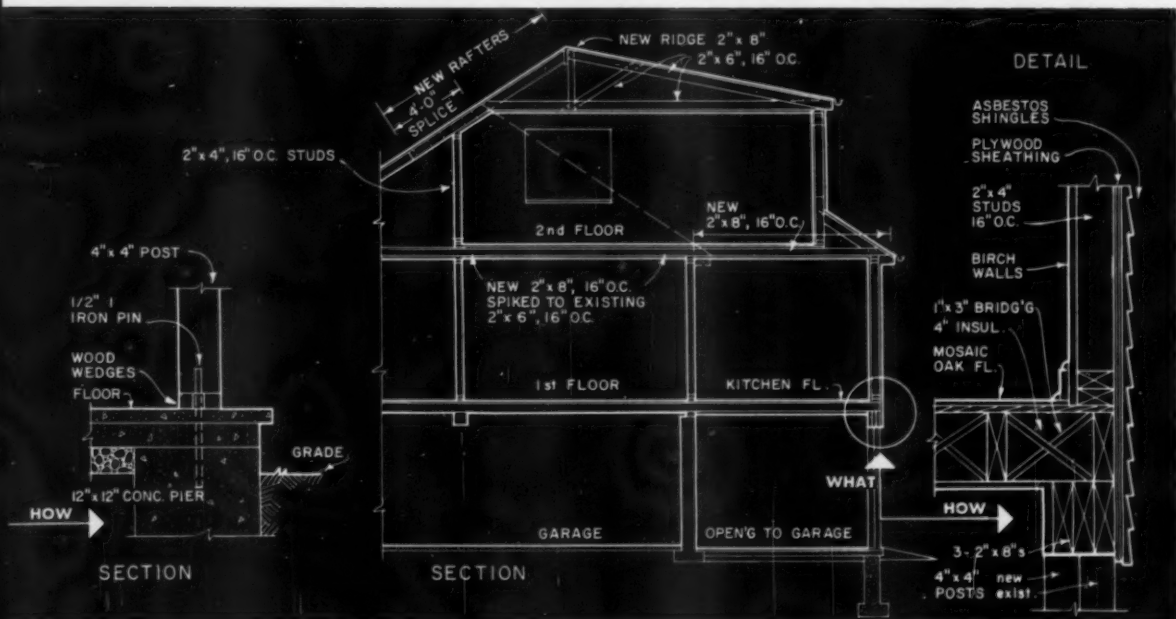 4"x 4" POST
1/2" 1
IRON PIN
WOOD
WEDGES
FLOOR
GRADE
12"x 12" CONC. PIER
HOW
SECTION
NEW RAFTERS
4'-0"
SPLICE
NEW RIDGE 2"x 8"
2"x 6", 16" O.C.
2"x 4", 16" O.C. STUDS
2nd FLOOR
NEW
2"x 8", 16" O.C.
NEW 2"x 8", 16" O.C.
SPIKED TO EXISTING
2"x 6", 16" O.C.
1st FLOOR
KITCHEN FL.
WHAT
GARAGE
OPEN'G TO GARAGE
SECTION
DETAIL
ASBESTOS
SHINGLES
PLYWOOD
SHEATHING
2"x 4"
STUDS
16" O.C.
BIRCH
WALLS
1"x 3" BRIDG'G
4" INSUL.
MOSAIC
OAK FL.
HOW
3- 2"x 8"s
4"x 4" new
POSTS exist.